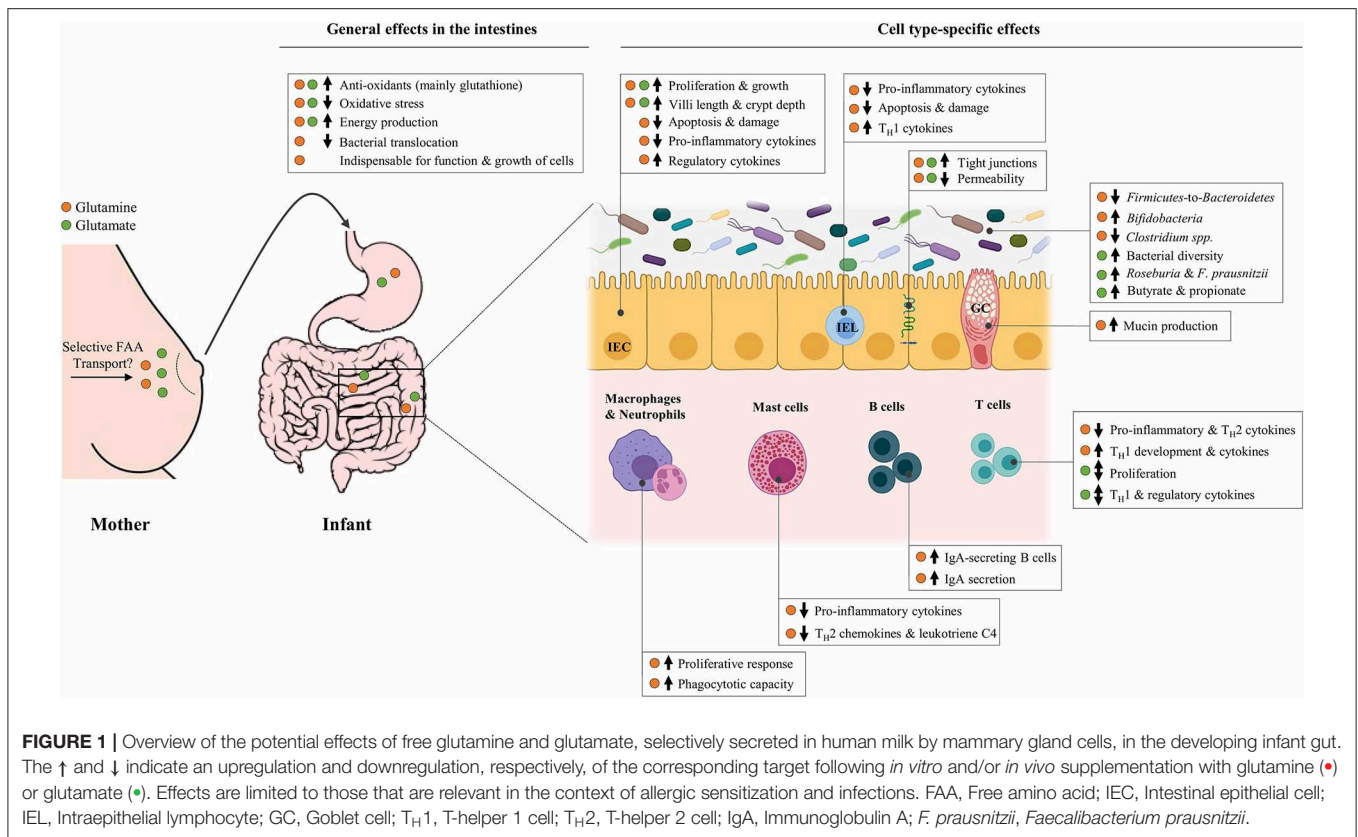 General effects in the intestines
Cell type-specific effects
↑ Anti-oxidants (mainly glutathione)
↓ Oxidative stress
↑ Energy production
↓ Bacterial translocation
Indispensable for function & growth of cells
↑ Proliferation & growth
↑ Villi length & crypt depth
↓ Apoptosis & damage
↓ Pro-inflammatory cytokines
↑ Regulatory cytokines
↓ Pro-inflammatory cytokines
↓ Apoptosis & damage
↑ TH1 cytokines
↑ Tight junctions
↓ Permeability
↓ Firmicutes-to-Bacteroidetes
↑ Bifidobacteria
↓ Clostridium spp.
↑ Bacterial diversity
↑ Roseburia & F. prausnitzii
↑ Butyrate & propionate
↑ Mucin production
Glutamine
Glutamate
Selective FAA
Transport?
Mother
Infant
IEC
IEL
GC
Macrophages
& Neutrophils
Mast cells
B cells
T cells
↓ Pro-inflammatory & TH2 cytokines
↑ TH1 development & cytokines
↕ Proliferation
↕ TH1 & regulatory cytokines
↑ IgA-secreting B cells
↑ IgA secretion
↓ Pro-inflammatory cytokines
↓ TH2 chemokines & leukotriene C4
↑ Proliferative response
↑ Phagocytotic capacity
FIGURE 1 | Overview of the potential effects of free glutamine and glutamate, selectively secreted in human milk by mammary gland cells, in the developing infant gut.
The ↑ and ↓ indicate an upregulation and downregulation, respectively, of the corresponding target following in vitro and/or in vivo supplementation with glutamine (•)
or glutamate (•). Effects are limited to those that are relevant in the context of allergic sensitization and infections. FAA, Free amino acid; IEC, Intestinal epithelial cell;
IEL, Intraepithelial lymphocyte; GC, Goblet cell; TH1, T-helper 1 cell; TH2, T-helper 2 cell; IgA, Immunoglobulin A; F. prausnitzii, Faecalibacterium prausnitzii.